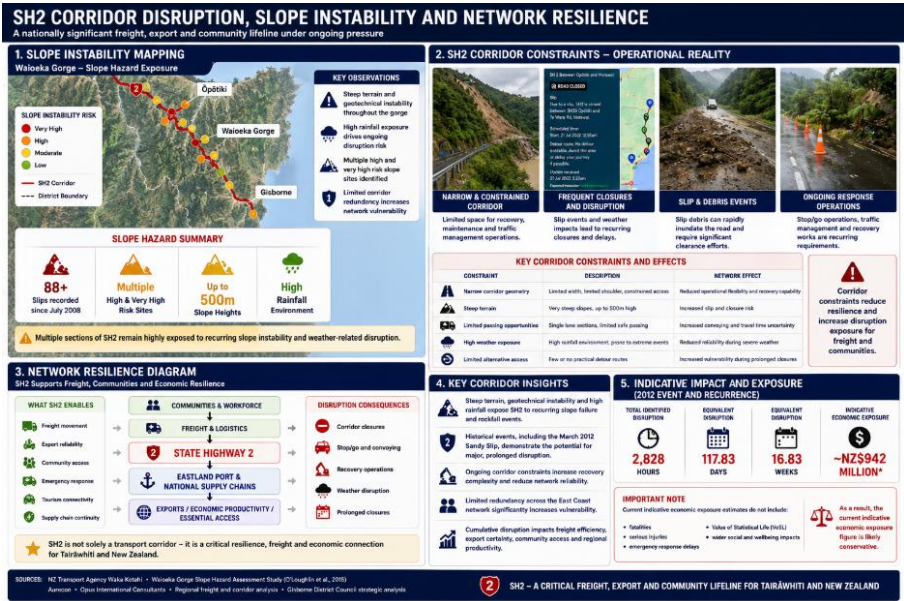 SH2 CORRIDOR DISRUPTION, SLOPE INSTABILITY AND NETWORK RESILIENCE
A nationally significant freight, export and community lifeline under ongoing pressure
1. SLOPE INSTABILITY MAPPING
Waioeka Gorge – Slope Hazard Exposure
SLOPE INSTABILITY RISK
Very High
High
Moderate
Low
SH2 Corridor
District Boundary
2
Ōpōtiki
Waioeka Gorge
Gisborne
KEY OBSERVATIONS
Steep terrain and
geotechnical instability
throughout the gorge
High rainfall exposure
drives ongoing
disruption risk
Multiple high and
very high risk slope
sites identified
Limited corridor
redundancy increases
network vulnerability
SLOPE HAZARD SUMMARY
88+
Slips recorded
since July 2008
Multiple
High & Very High
Risk Sites
Up to
500m
Slope Heights
High
Rainfall
Environment
Multiple sections of SH2 remain highly exposed to recurring slope instability and weather-related disruption.
2. SH2 CORRIDOR CONSTRAINTS – OPERATIONAL REALITY
ROAD CLOSED
Slip
NARROW & CONSTRAINED
CORRIDOR
Limited space for recovery,
maintenance and traffic
management operations.
FREQUENT CLOSURES
AND DISRUPTION
Slip events and weather
impacts lead to recurring
closures and delays.
SLIP & DEBRIS EVENTS
Slip debris can rapidly
inundate the road and
require significant
clearance efforts.
ONGOING RESPONSE
OPERATIONS
Stop/go operations, traffic
management and recovery
works are recurring
requirements.
KEY CORRIDOR CONSTRAINTS AND EFFECTS
CONSTRAINT DESCRIPTION NETWORK EFFECT
Narrow corridor geometry Limited width, limited shoulder, constrained access Reduced operational flexibility and recovery capability
Steep terrain Very steep slopes, up to 500m high Increased slip and closure risk
Limited passing opportunities Single lane sections, limited safe passing Increased convoying and travel time uncertainty
High weather exposure High rainfall environment, prone to extreme events Reduced reliability during severe weather
Limited alternative access Few or no practical detour routes Increased vulnerability during prolonged closures
Corridor
constraints reduce
resilience and
increase disruption
exposure for
freight and
communities.
3. NETWORK RESILIENCE DIAGRAM
SH2 Supports Freight, Communities and Economic Resilience
WHAT SH2 ENABLES
Freight movement
Export reliability
Community access
Emergency response
Tourism connectivity
Supply chain continuity
COMMUNITIES & WORKFORCE
FREIGHT & LOGISTICS
2 STATE HIGHWAY 2
EASTLAND PORT &
NATIONAL SUPPLY CHAINS
EXPORTS / ECONOMIC PRODUCTIVITY /
ESSENTIAL ACCESS
DISRUPTION CONSEQUENCES
Corridor closures
Stop/go and convoying
Recovery operations
Weather disruption
Prolonged closures
SH2 is not solely a transport corridor – it is a critical resilience, freight and economic connection
for Tairāwhiti and New Zealand.
4. KEY CORRIDOR INSIGHTS
Steep terrain, geotechnical instability and high
rainfall expose SH2 to recurring slope failure
and rockfall events.
2
Historical events, including the March 2012
Sandy Slip, demonstrate the potential for
major, prolonged disruption.
Ongoing corridor constraints increase recovery
complexity and reduce network reliability.
Limited redundancy across the East Coast
network significantly increases vulnerability.
Cumulative disruption impacts freight efficiency,
export certainty, community access and regional
productivity.
5. INDICATIVE IMPACT AND EXPOSURE
(2012 EVENT AND RECURRENCE)
TOTAL IDENTIFIED
DISRUPTION
2,828
HOURS
EQUIVALENT
DISRUPTION
117.83
DAYS
EQUIVALENT
DISRUPTION
16.83
WEEKS
INDICATIVE
ECONOMIC EXPOSURE
$
~NZ$942
MILLION*
IMPORTANT NOTE
Current indicative economic exposure estimates do not include:
• fatalities
• serious injuries
• emergency response delays
• Value of Statistical Life (VoSL)
• wider social and wellbeing impacts
As a result, the
current indicative
economic exposure
figure is likely
conservative.
SOURCES: NZ Transport Agency Waka Kotahi • Waioeka Gorge Slope Hazard Assessment Study (O'Loughlin et al., 2015)
Aurecon • Opus International Consultants • Regional freight and corridor analysis • Gisborne District Council strategic analysis
2 SH2 – A CRITICAL FREIGHT, EXPORT AND COMMUNITY LIFELINE FOR TAIRĀWHITI AND NEW ZEALAND